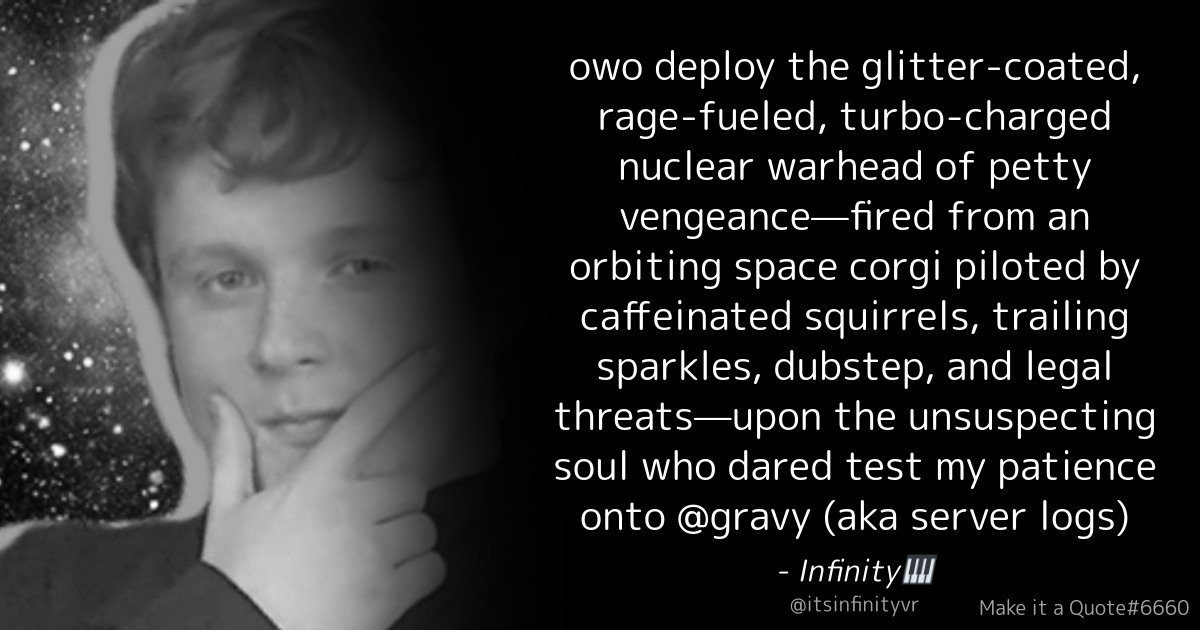 owo deploy the glitter-coated,
rage-fueled, turbo-charged
nuclear warhead of petty
vengeance—fired from an
orbiting space corgi piloted by
caffeinated squirrels, trailing
sparkles, dubstep, and legal
threats—upon the unsuspecting
soul who dared test my patience
onto @gravy (aka server logs)
- Infinity🎹
@itsinfinityvr
Make it a Quote#6660